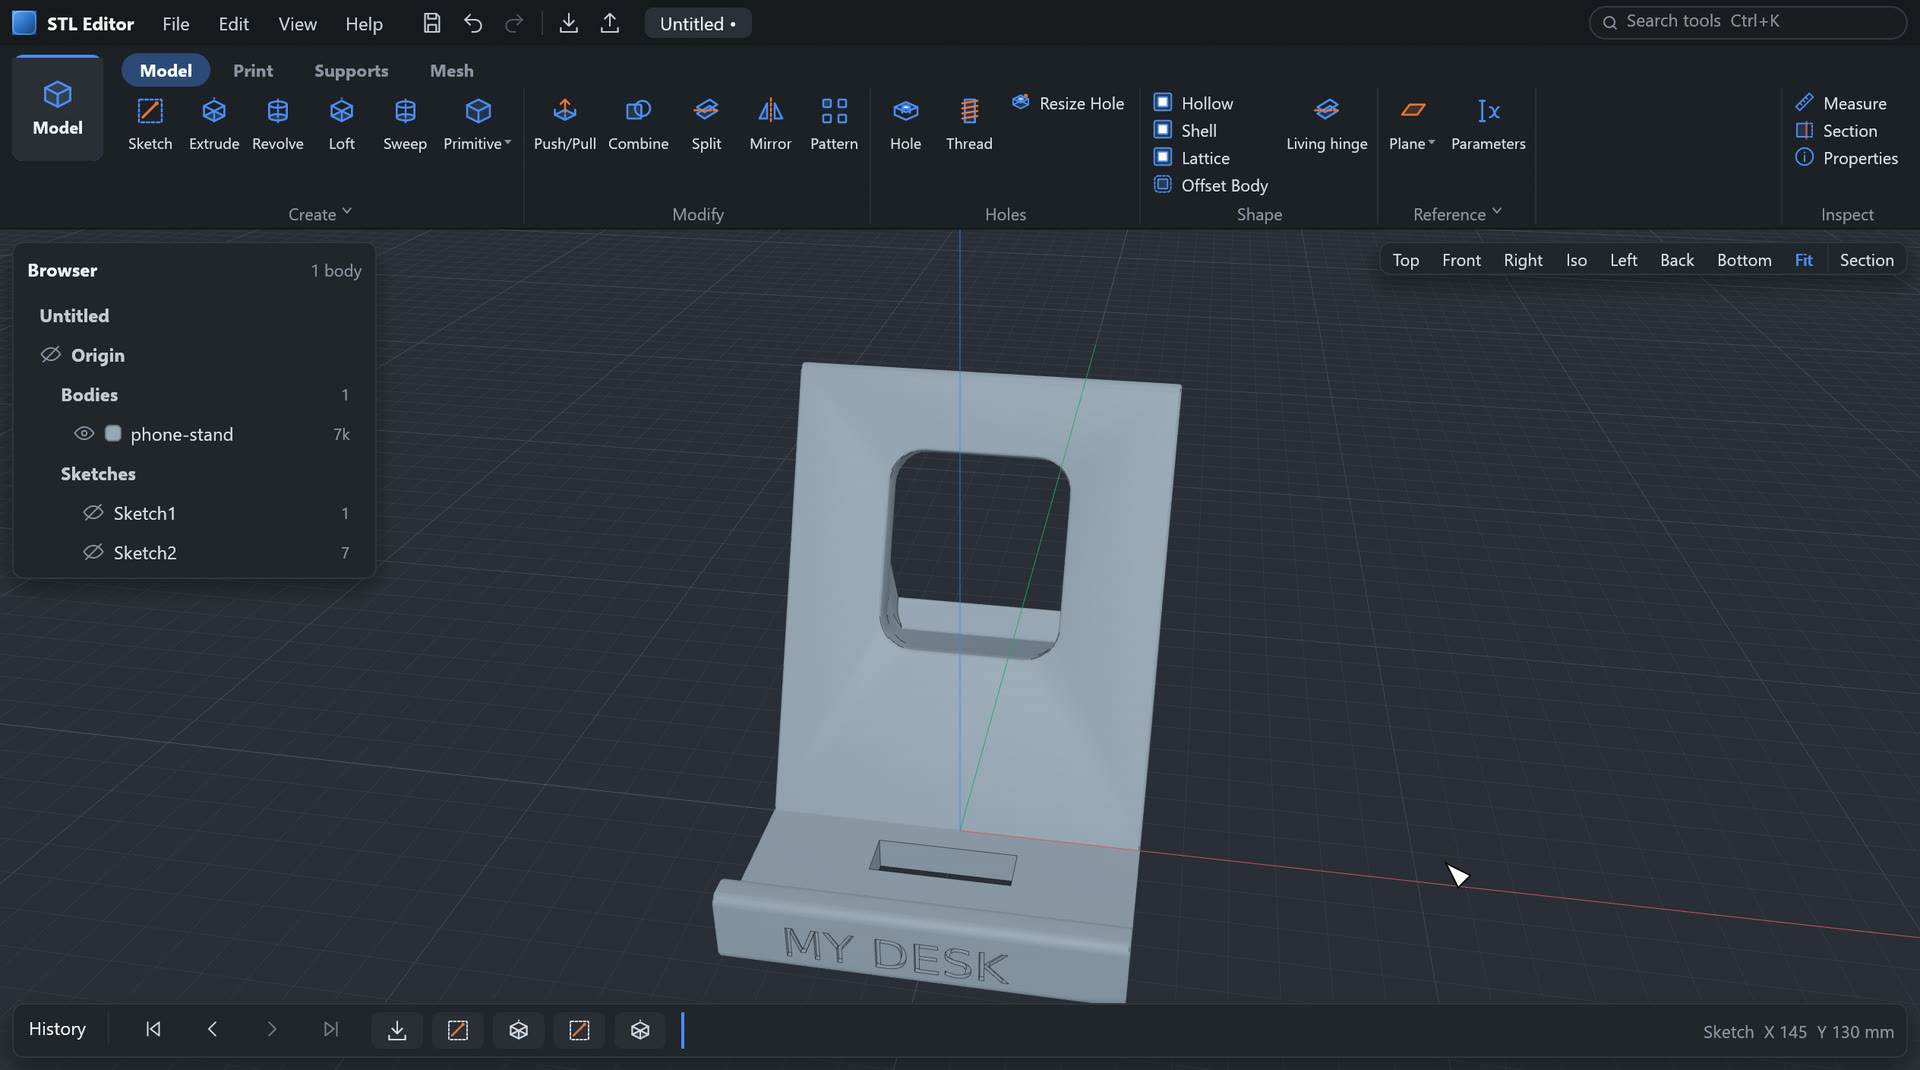 STL Editor File Edit View Help Untitled • Search tools Ctrl+K
Model
Model Print Supports Mesh
Sketch Extrude Revolve Loft Sweep Primitive
Create
Push/Pull Combine Split Mirror Pattern
Modify
Hole Thread Resize Hole
Holes
Hollow
Shell
Lattice
Offset Body
Living hinge
Shape
Plane Parameters
Reference
Measure
Section
Properties
Inspect
Browser 1 body
Untitled
Origin
Bodies 1
phone-stand 7k
Sketches
Sketch1 1
Sketch2 7
Top Front Right Iso Left Back Bottom Fit Section
MY DESK
History
Sketch X 145 Y 130 mm